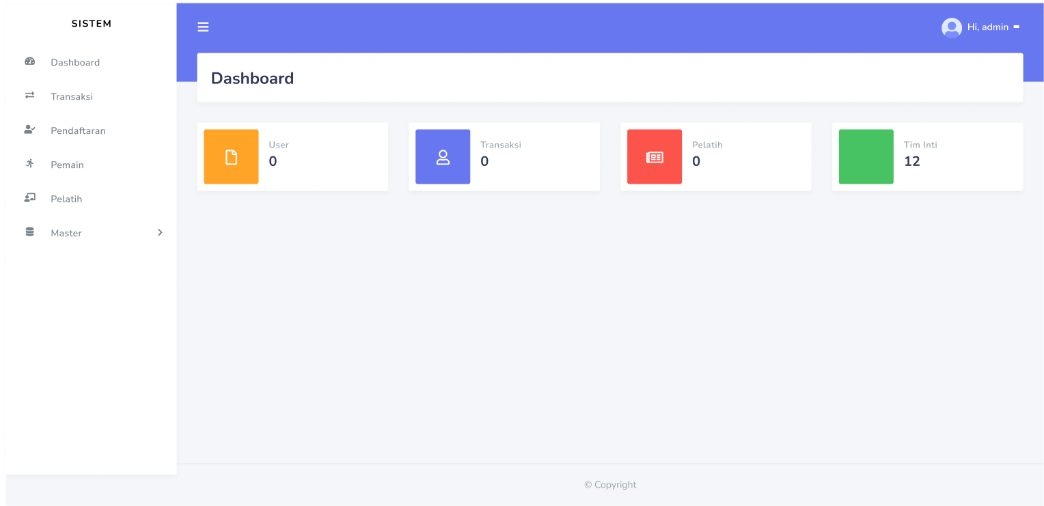 SISTEM
Hi, admin
Dashboard
Transaksi
Pendaftaran
Pemain
Pelatih
Master
Dashboard
User
0
Transaksi
0
Pelatih
0
Tim Inti
12
© Copyright